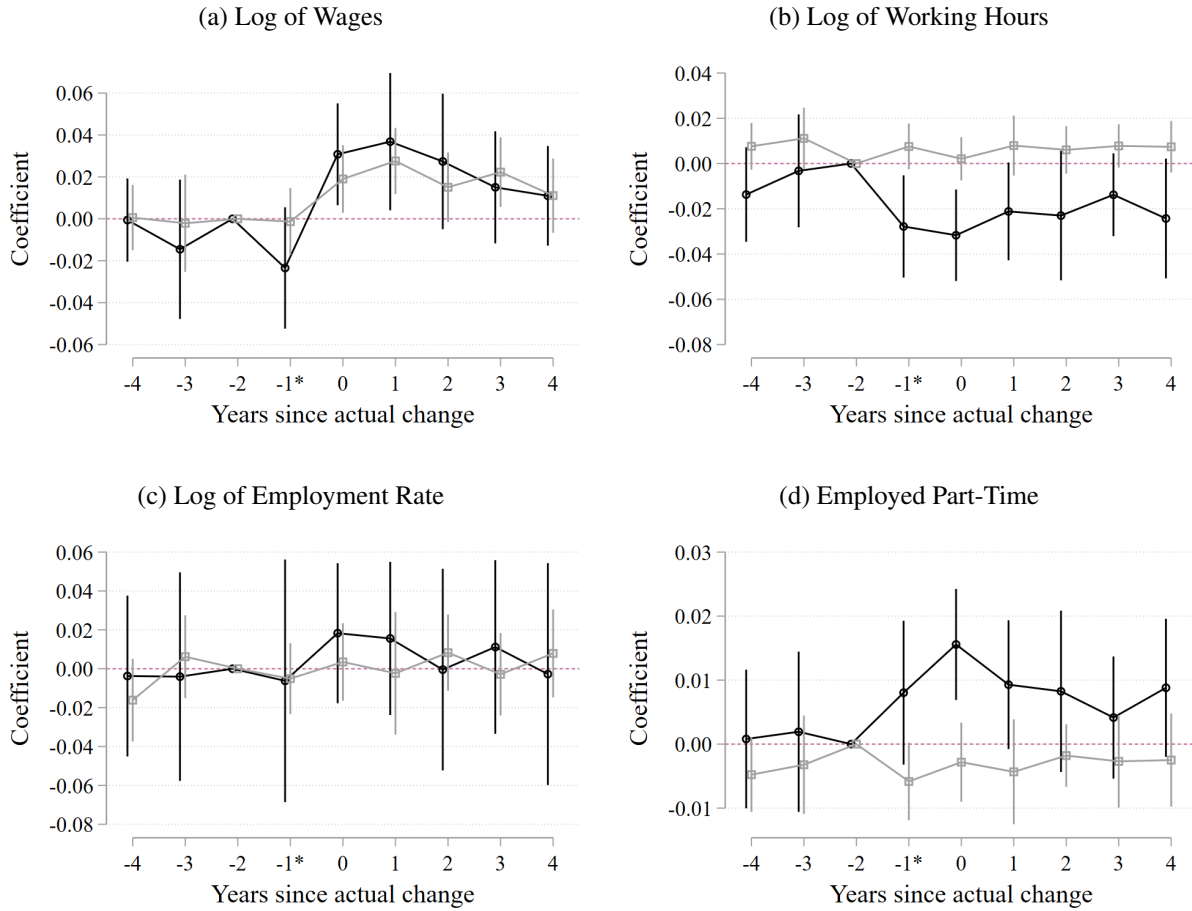 (a) Log of Wages
Coefficient
0.06
0.04
0.02
0.00
-0.02
-0.04
-0.06
-4 -3 -2 -1* 0 1 2 3 4
Years since actual change
(b) Log of Working Hours
Coefficient
0.04
0.02
0.00
-0.02
-0.04
-0.06
-0.08
-4 -3 -2 -1* 0 1 2 3 4
Years since actual change
(c) Log of Employment Rate
Coefficient
0.06
0.04
0.02
0.00
-0.02
-0.04
-0.06
-0.08
-4 -3 -2 -1* 0 1 2 3 4
Years since actual change
(d) Employed Part-Time
Coefficient
0.03
0.02
0.01
0.00
-0.01
-4 -3 -2 -1* 0 1 2 3 4
Years since actual change